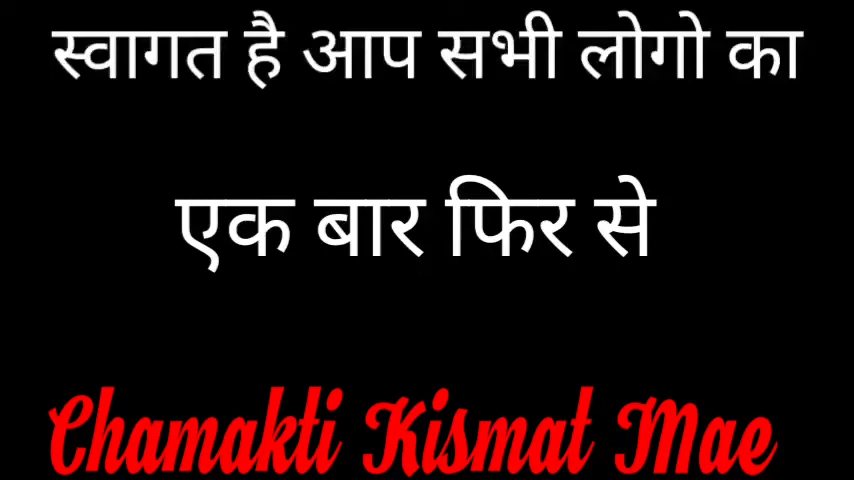 स्वागत है आप सभी लोगो का
एक बार फिर से
Chamakti Kismat Mae